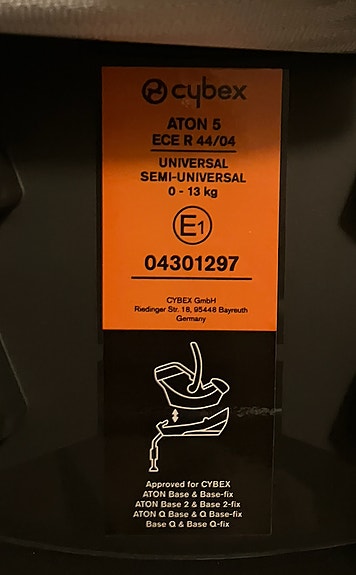 cybex
ATON 5
ECE R 44/04
UNIVERSAL
SEMI-UNIVERSAL
0 - 13 kg
E1
04301297
CYBEX GmbH
Riedinger Str. 18, 95448 Bayreuth
Germany
Approved for CYBEX
ATON Base & Base-fix
ATON Base 2 & Base 2-fix
ATON Q Base & Q Base-fix
Base Q & Base Q-fix